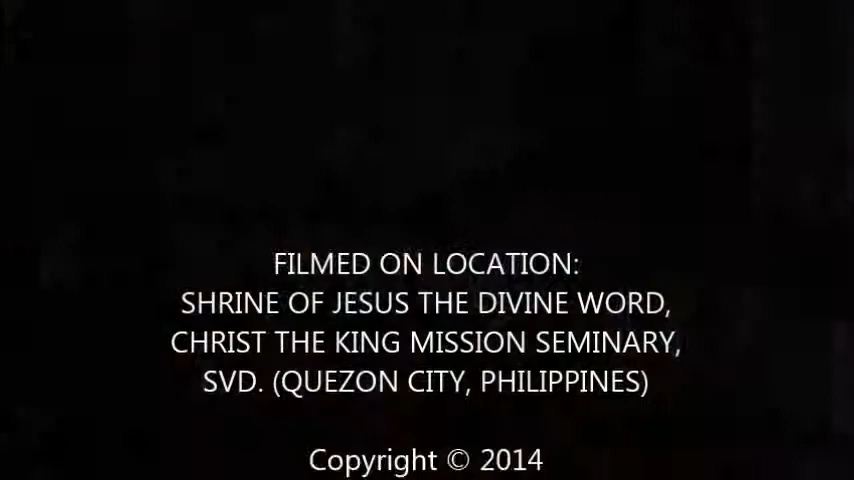 FILMED ON LOCATION:
SHRINE OF JESUS THE DIVINE WORD,
CHRIST THE KING MISSION SEMINARY,
SVD. (QUEZON CITY, PHILIPPINES)
Copyright © 2014